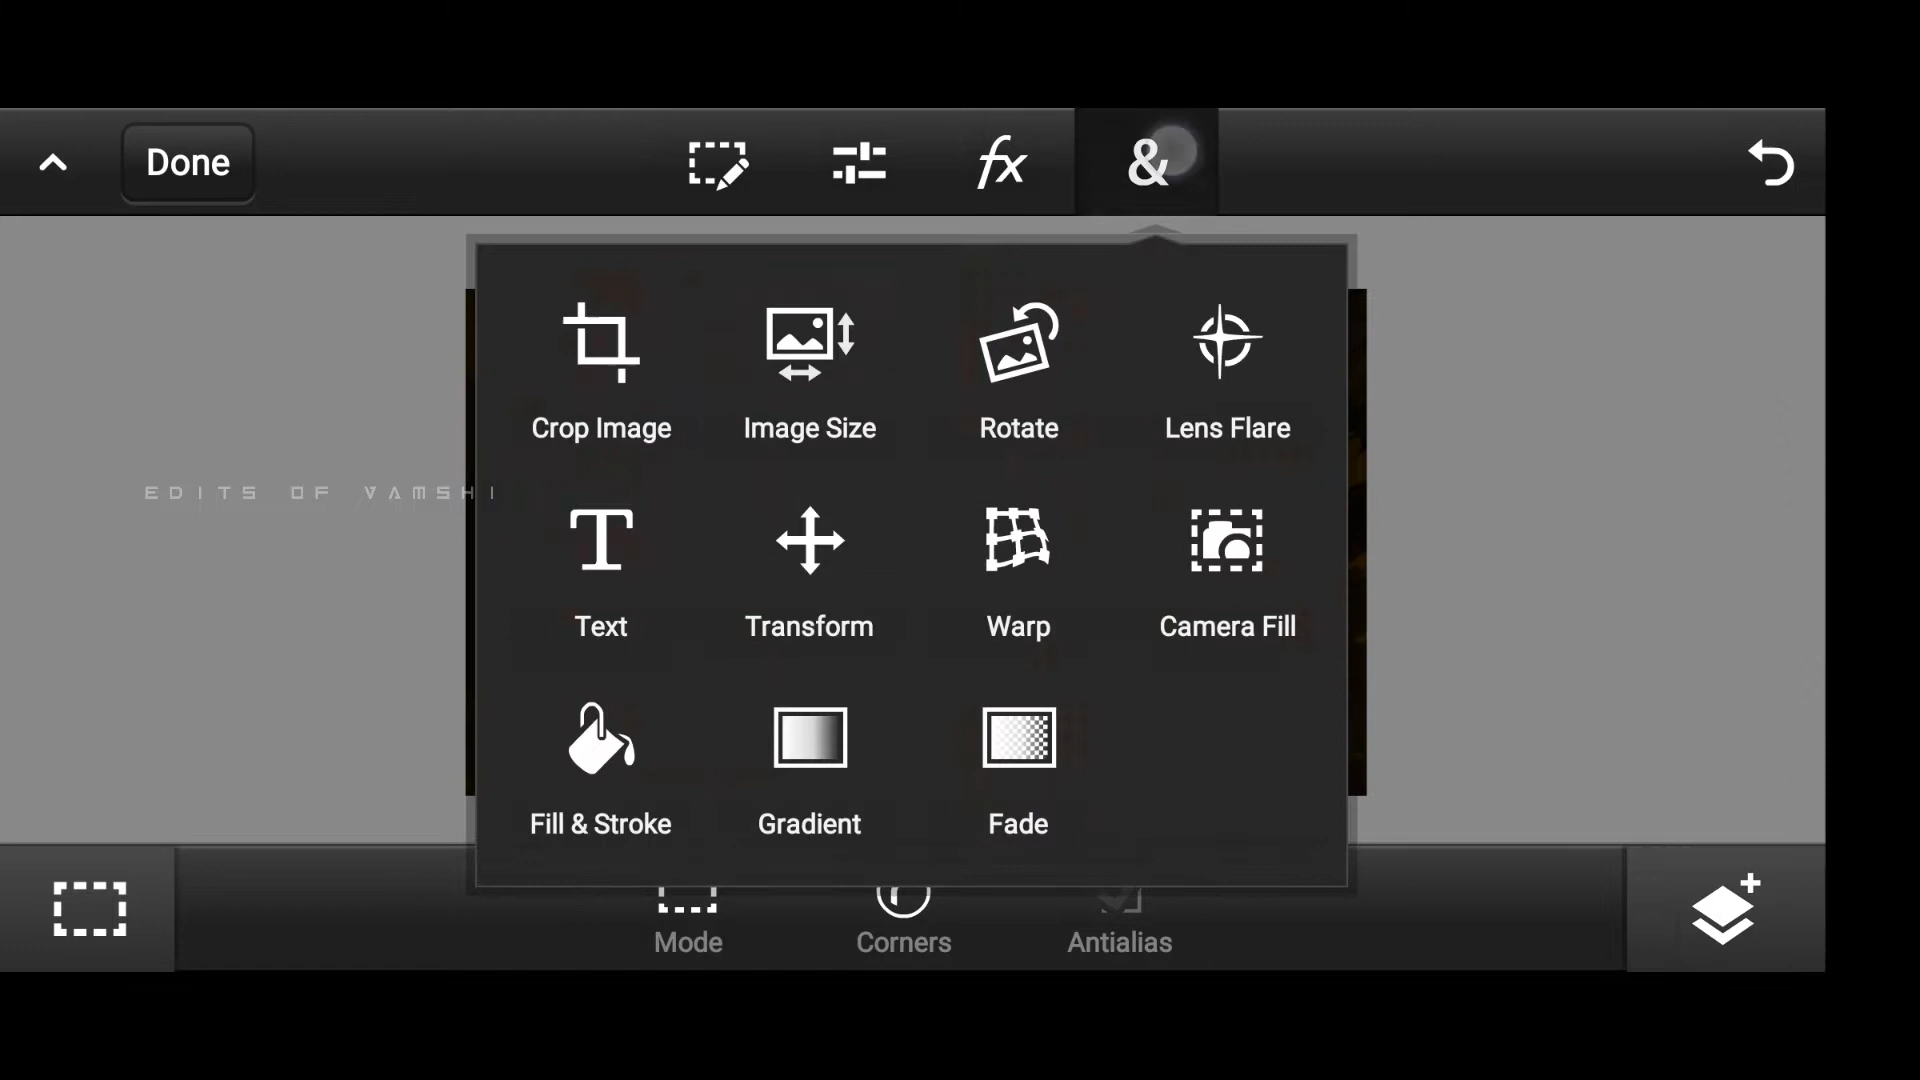 Done
fx
&
Crop Image
Image Size
Rotate
Lens Flare
EDITS OF VAMSHI
T
Text
Transform
Warp
Camera Fill
Fill & Stroke
Gradient
Fade
Mode
Corners
Antialias